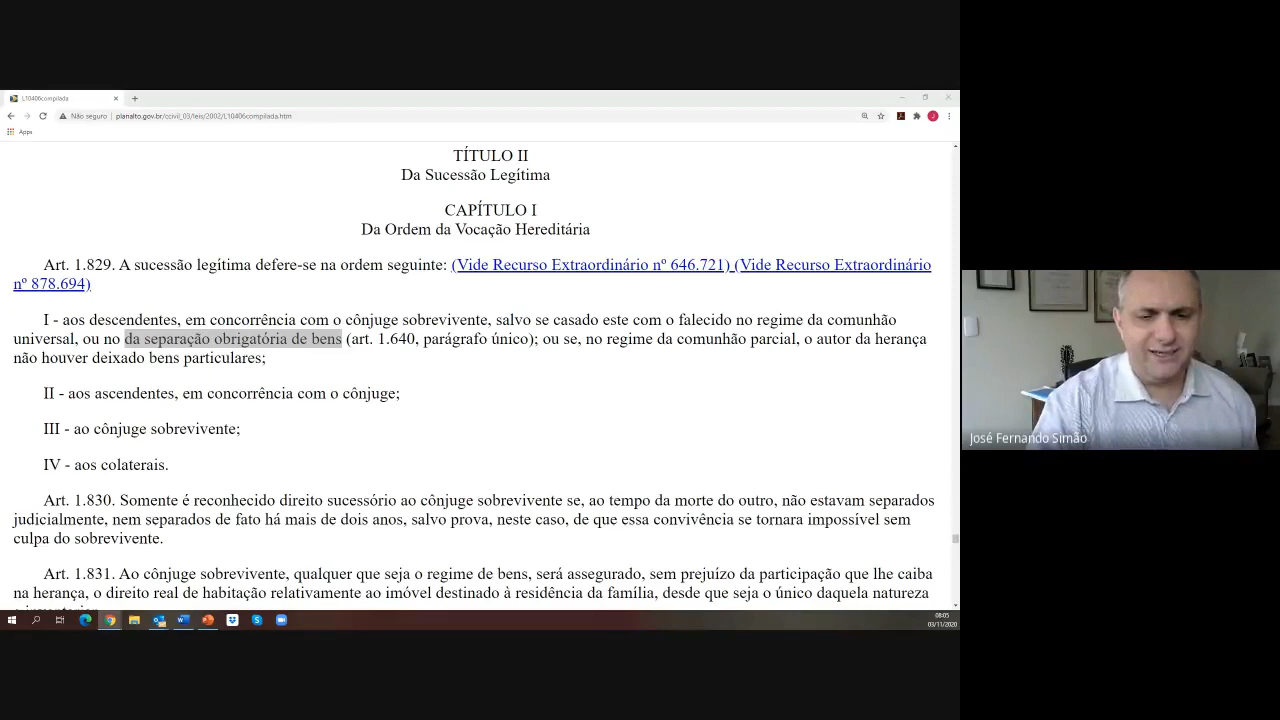 L10406compilada
Não seguro | planalto.gov.br/ccivil_03/leis/2002/L10406compilada.htm
Apps
TÍTULO II
Da Sucessão Legítima
CAPÍTULO I
Da Ordem da Vocação Hereditária
Art. 1.829. A sucessão legítima defere-se na ordem seguinte: (Vide Recurso Extraordinário nº 646.721) (Vide Recurso Extraordinário
nº 878.694)
I - aos descendentes, em concorrência com o cônjuge sobrevivente, salvo se casado este com o falecido no regime da comunhão
universal, ou no da separação obrigatória de bens (art. 1.640, parágrafo único); ou se, no regime da comunhão parcial, o autor da herança
não houver deixado bens particulares;
II - aos ascendentes, em concorrência com o cônjuge;
III - ao cônjuge sobrevivente;
IV - aos colaterais.
Art. 1.830. Somente é reconhecido direito sucessório ao cônjuge sobrevivente se, ao tempo da morte do outro, não estavam separados
judicialmente, nem separados de fato há mais de dois anos, salvo prova, neste caso, de que essa convivência se tornara impossível sem
culpa do sobrevivente.
Art. 1.831. Ao cônjuge sobrevivente, qualquer que seja o regime de bens, será assegurado, sem prejuízo da participação que lhe caiba
na herança, o direito real de habitação relativamente ao imóvel destinado à residência da família, desde que seja o único daquela natureza
José Fernando Simão
08:05
03/11/2020